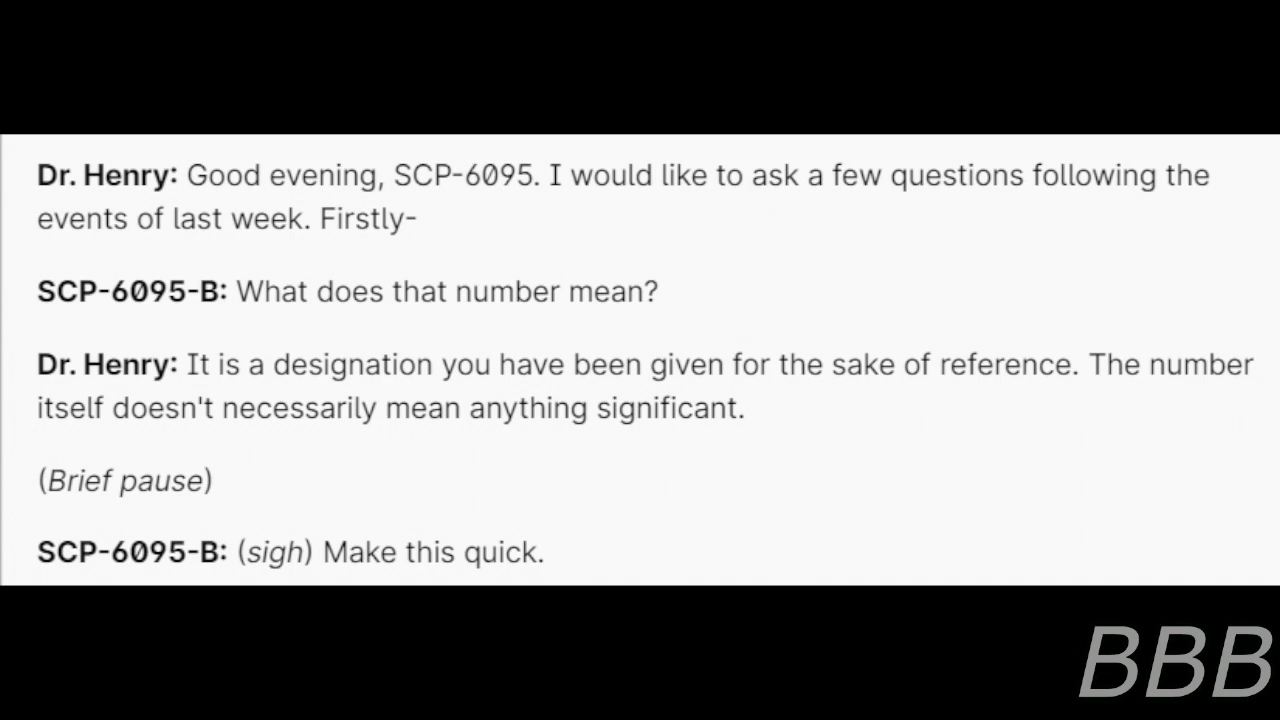 Dr. Henry: Good evening, SCP-6095. I would like to ask a few questions following the
events of last week. Firstly-
SCP-6095-B: What does that number mean?
Dr. Henry: It is a designation you have been given for the sake of reference. The number
itself doesn't necessarily mean anything significant.
(Brief pause)
SCP-6095-B: (sigh) Make this quick.
BBB